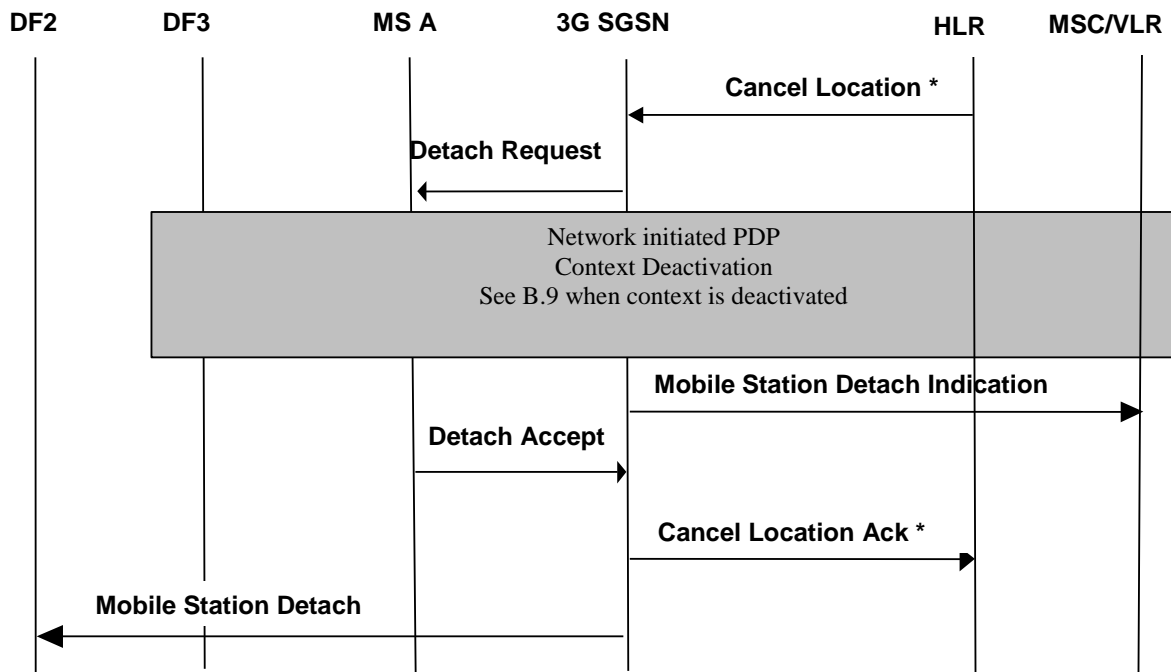 DF2 DF3 MS A 3G SGSN HLR MSC/VLR
Cancel Location *
Detach Request
Network initiated PDP
Context Deactivation
See B.9 when context is deactivated
Mobile Station Detach Indication
Detach Accept
Cancel Location Ack *
Mobile Station Detach